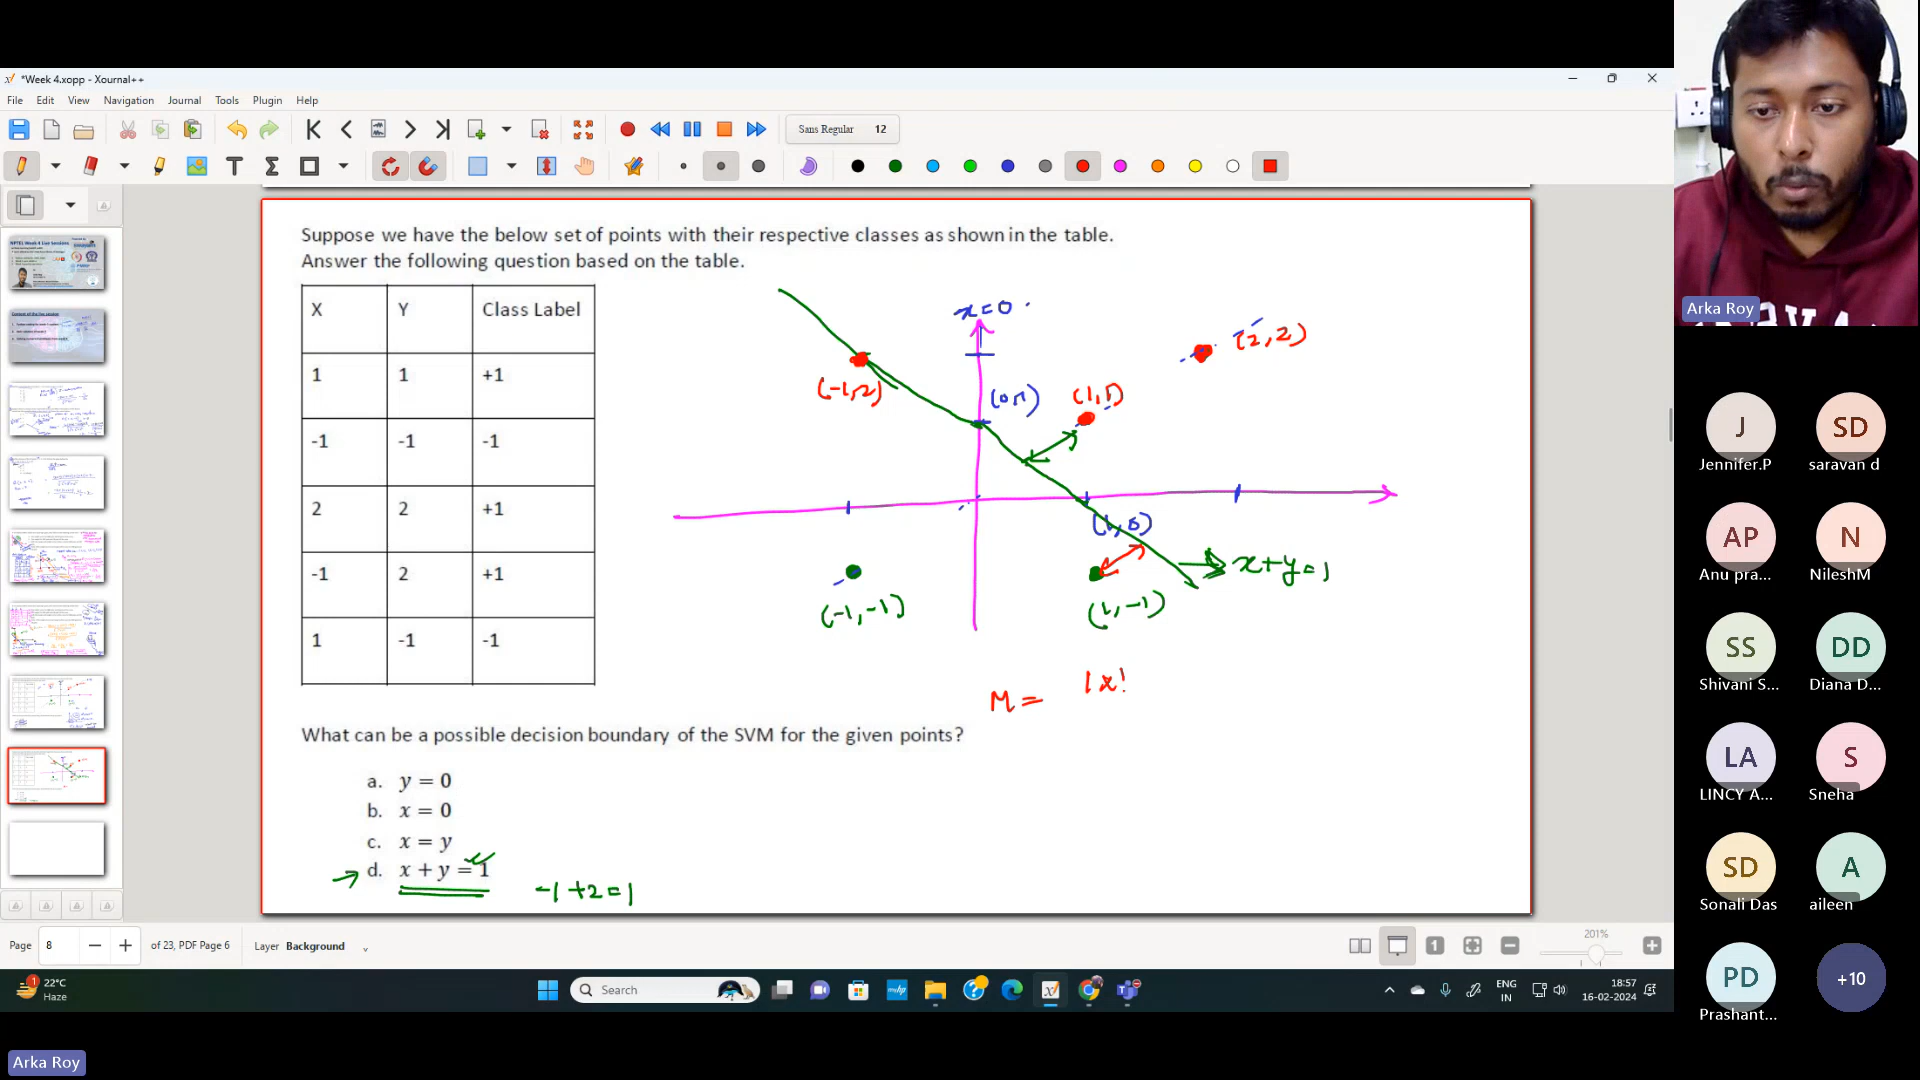 *Week 4.xopp - Xournal++
File Edit View Navigation Journal Tools Plugin Help
Sans Regular 12
Suppose we have the below set of points with their respective classes as shown in the table.
Answer the following question based on the table.
X Y Class Label
1 1 +1
-1 -1 -1
2 2 +1
-1 2 +1
1 -1 -1
x=0
(2,2)
(-1,2)
(0,1)
(1,1)
(1,0)
x+y=1
(-1,-1)
(1,-1)
M =
1x1
What can be a possible decision boundary of the SVM for the given points?
a. y = 0
b. x = 0
c. x = y
d. x + y = 1
-1+2=1
Page 8 of 23, PDF Page 6 Layer Background
201%
1
22°C
Haze
Search
ENG
IN
18:57
16-02-2024
Arka Roy
Arka Roy
J
Jennifer.P
SD
saravan d
AP
Anu pra...
N
NileshM
SS
Shivani S...
DD
Diana D...
LA
LINCY A...
S
Sneha
SD
Sonali Das
A
aileen
PD
Prashant...
+10